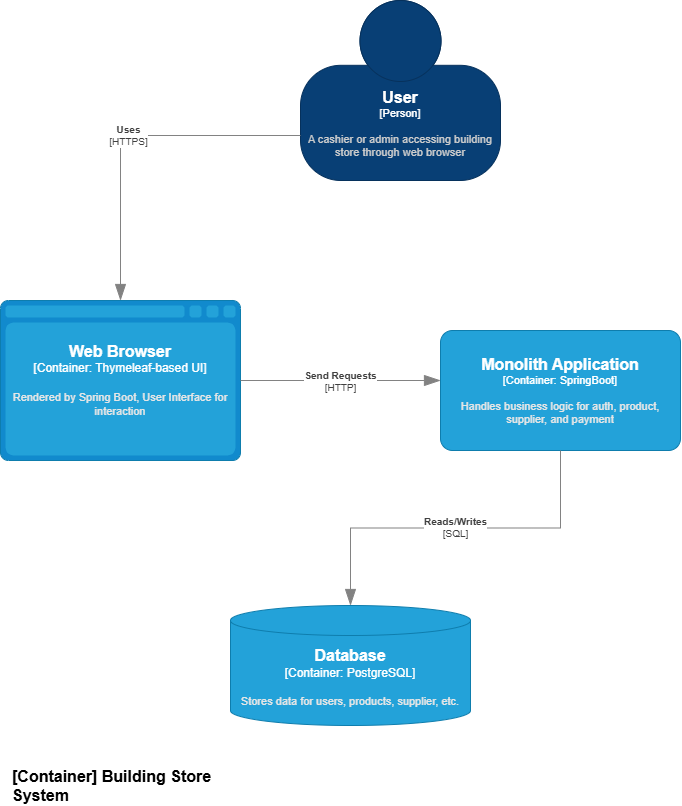 User
[Person]
A cashier or admin accessing building
store through web browser
Uses
[HTTPS]
Web Browser
[Container: Thymeleaf-based UI]
Rendered by Spring Boot, User Interface for
interaction
Send Requests
[HTTP]
Monolith Application
[Container: SpringBoot]
Handles business logic for auth, product,
supplier, and payment
Reads/Writes
[SQL]
Database
[Container: PostgreSQL]
Stores data for users, products, supplier, etc.
[Container] Building Store
System